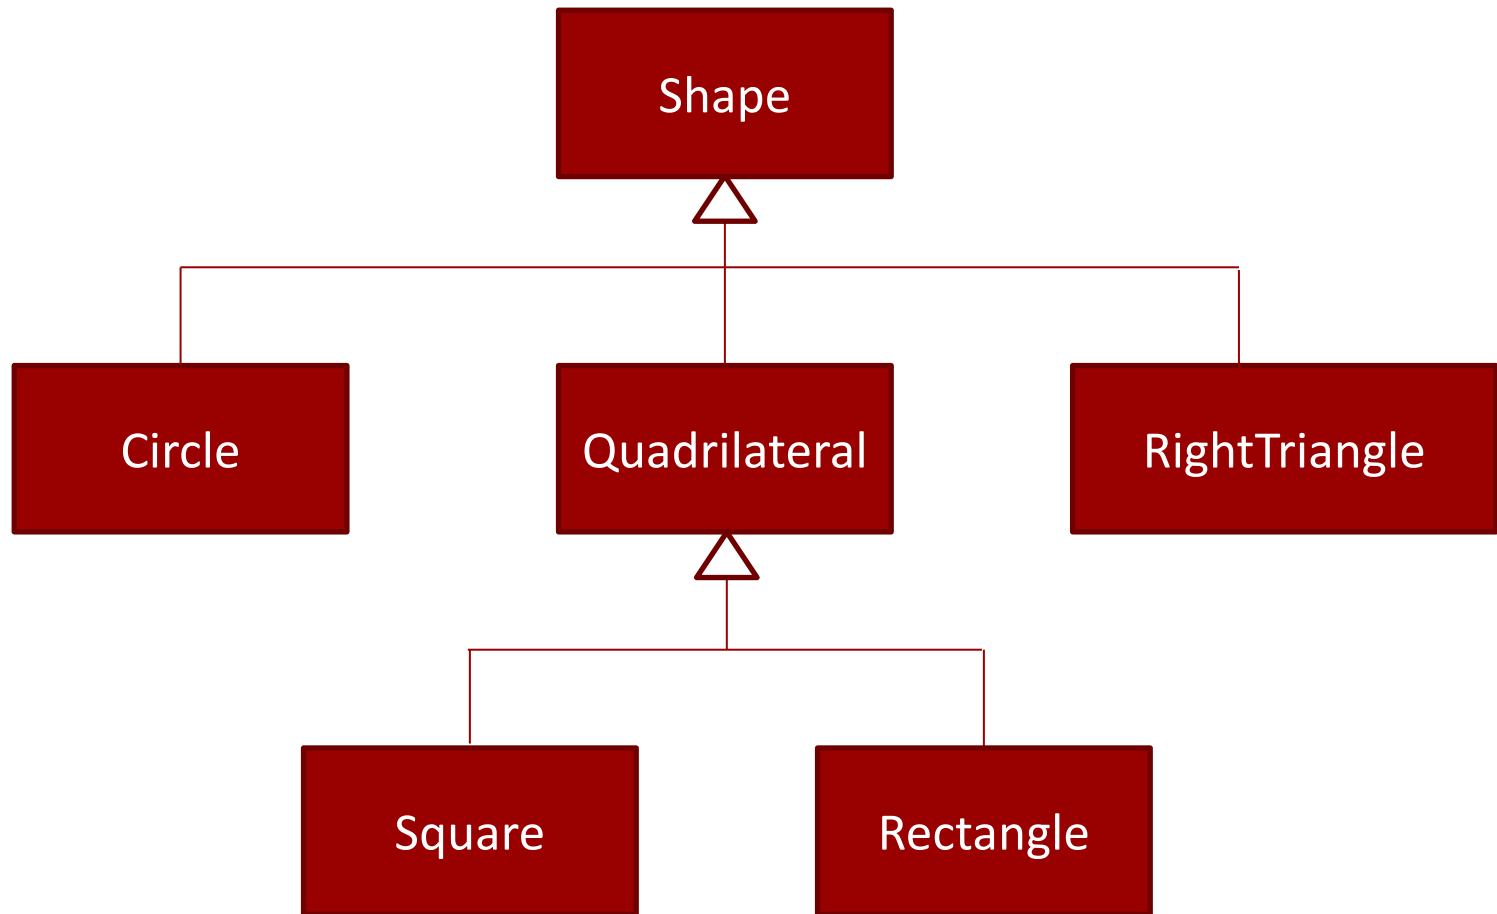 Shape
Circle
Quadrilateral
RightTriangle
Square
Rectangle